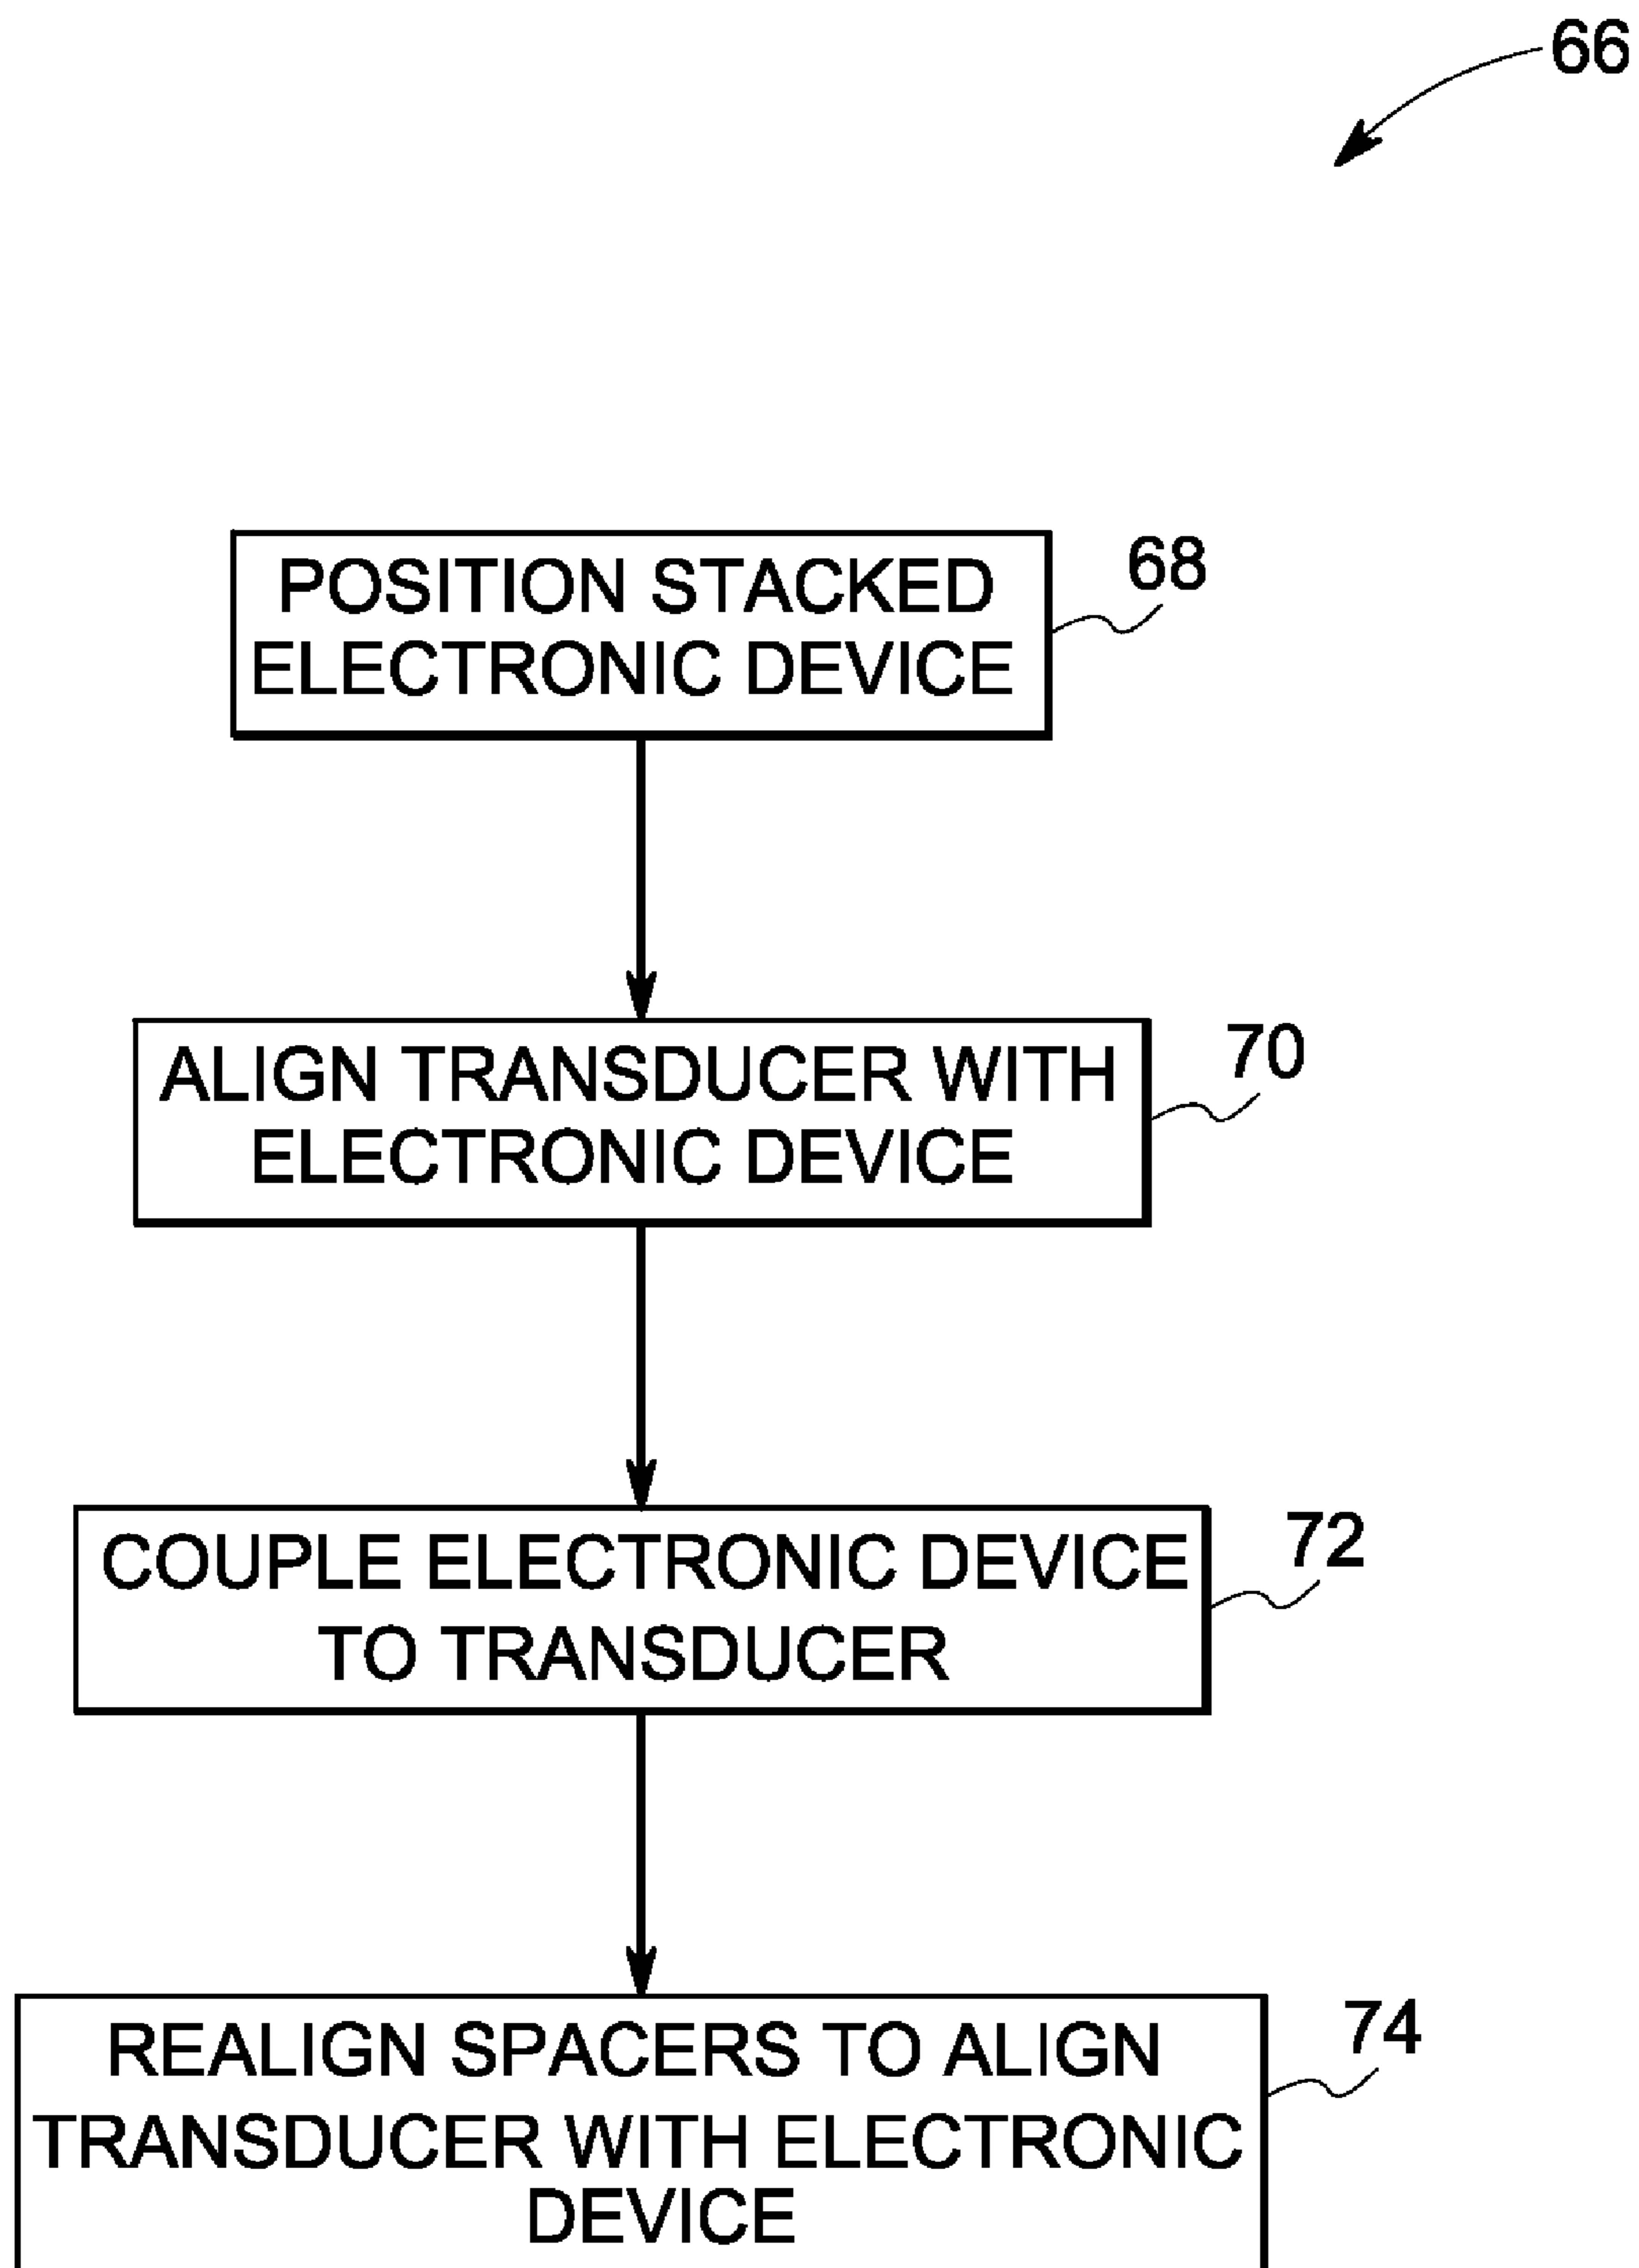 66
POSITION STACKED
ELECTRONIC DEVICE
68
ALIGN TRANSDUCER WITH
ELECTRONIC DEVICE
70
COUPLE ELECTRONIC DEVICE
TO TRANSDUCER
72
REALIGN SPACERS TO ALIGN
TRANSDUCER WITH ELECTRONIC
DEVICE
74